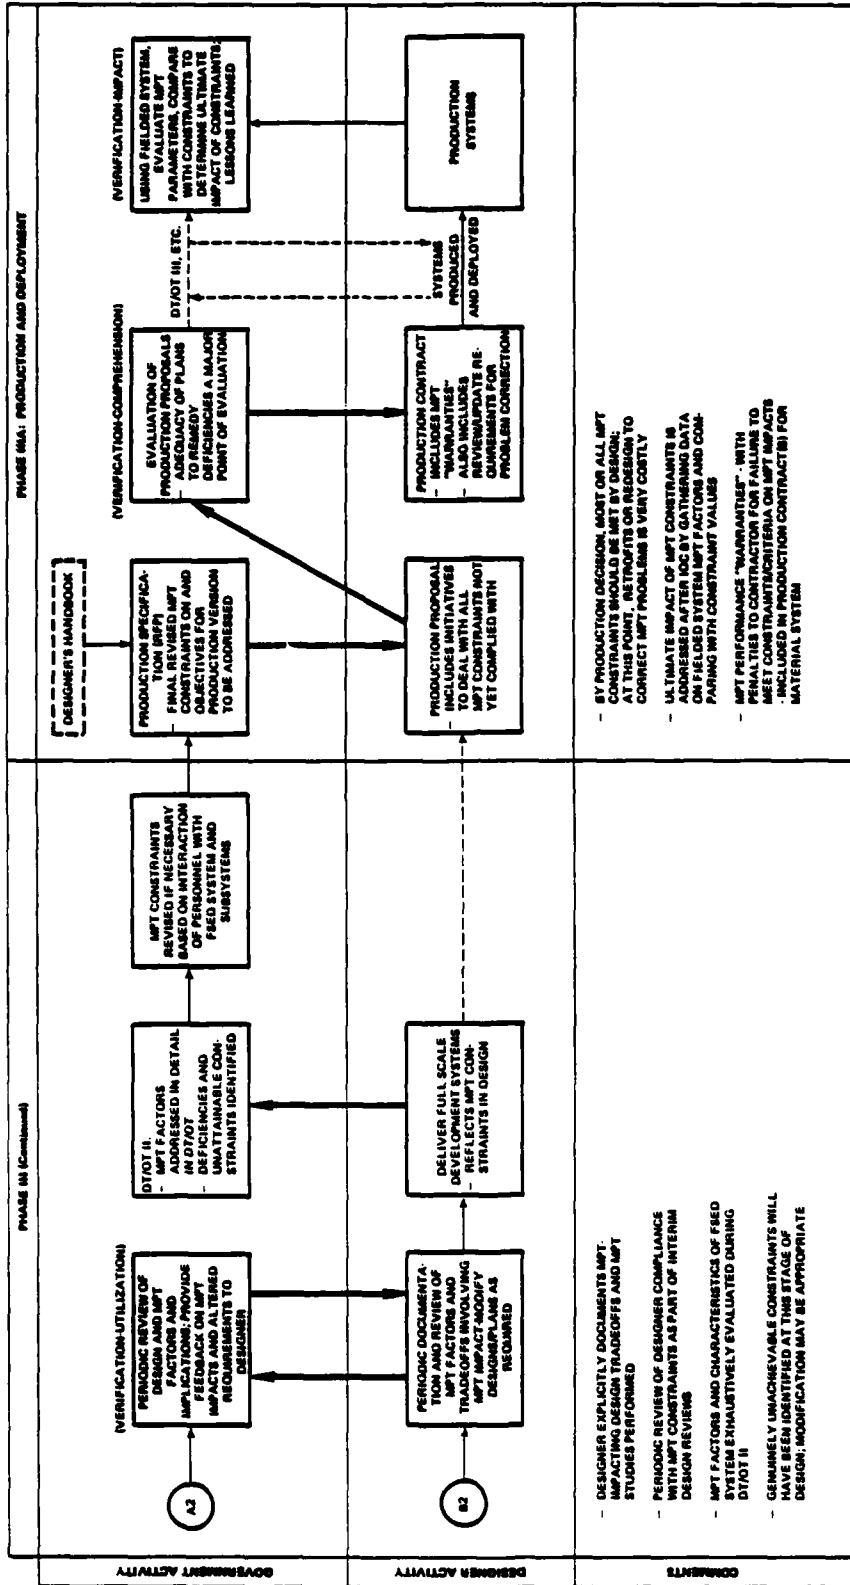 PHASE III (Continued)
PHASE IIIA: PRODUCTION AND DEPLOYMENT
GOVERNMENT ACTIVITY
A2
(VERIFICATION-UTILIZATION)
PERIODIC REVIEW OF
DESIGN AND MPT
FACTORS AND
IMPLICATIONS; PROVIDE
FEEDBACK ON MPT
IMPACTS AND ALTERED
REQUIREMENTS TO
DESIGNER
DT/OT II.
- MPT FACTORS
ADDRESSED IN DETAIL
IN DT/OT
- DEFICIENCIES AND
UNATTAINABLE CON-
STRAINTS IDENTIFIED
MPT CONSTRAINTS
REVISED IF NECESSARY
BASED ON INTERACTION
OF PERSONNEL WITH
FSED SYSTEM AND
SUBSYSTEMS
DESIGNER'S HANDBOOK
PRODUCTION SPECIFICA-
TION (RFP)
- FINAL REVISED MPT
CONSTRAINTS ON AND
OBJECTIVES FOR
PRODUCTION VERSION
TO BE ADDRESSED
(VERIFICATION-COMPREHENSION)
EVALUATION OF
PRODUCTION PROPOSALS
- ADEQUACY OF PLANS
TO REMEDY
DEFICIENCIES A MAJOR
POINT OF EVALUATION
DT/OT III, ETC.
(VERIFICATION-IMPACT)
USING FIELDED SYSTEM,
EVALUATE MPT
PARAMETERS, COMPARE
WITH CONSTRAINTS TO
DETERMINE ULTIMATE
IMPACT OF CONSTRAINTS;
LESSONS LEARNED
DESIGNER ACTIVITY
B2
PERIODIC DOCUMENTA-
TION AND REVIEW OF
MPT FACTORS AND
TRADEOFFS INVOLVING
MPT IMPACT-MODIFY
DESIGNS/PLANS AS
REQUIRED
DELIVER FULL SCALE
DEVELOPMENT SYSTEMS
- REFLECTS MPT CON-
STRAINTS IN DESIGN
PRODUCTION PROPOSAL
- INCLUDES INITIATIVES
TO DEAL WITH ALL
MPT CONSTRAINTS NOT
YET COMPLIED WITH
PRODUCTION CONTRACT
- INCLUDES MPT
"WARRANTIES"
- ALSO INCLUDES
REVIEW/UPDATE RE-
QUIREMENTS FOR
PROBLEM CORRECTION
SYSTEMS
PRODUCED
AND DEPLOYED
PRODUCTION
SYSTEMS
COMMENTS
- DESIGNER EXPLICITLY DOCUMENTS MPT-
IMPACTING DESIGN TRADEOFFS AND MPT
STUDIES PERFORMED
- PERIODIC REVIEW OF DESIGNER COMPLIANCE
WITH MPT CONSTRAINTS AS PART OF INTERIM
DESIGN REVIEWS
- MPT FACTORS AND CHARACTERISTICS OF FSED
SYSTEM EXHAUSTIVELY EVALUATED DURING
DT/OT II
- GENUINELY UNACHIEVABLE CONSTRAINTS WILL
HAVE BEEN IDENTIFIED AT THIS STAGE OF
DESIGN; MODIFICATION MAY BE APPROPRIATE
- BY PRODUCTION DECISION, MOST OR ALL MPT
CONSTRAINTS SHOULD BE MET BY DESIGN;
AT THIS POINT, RETROFITS OR REDESIGN TO
CORRECT MPT PROBLEMS IS VERY COSTLY
- ULTIMATE IMPACT OF MPT CONSTRAINTS IS
ADDRESSED AFTER IOC BY GATHERING DATA
ON FIELDED SYSTEM MPT FACTORS AND COM-
PARING WITH CONSTRAINT VALUES
- MPT PERFORMANCE "WARRANTIES" - WITH
PENALTIES TO CONTRACTOR FOR FAILURE TO
MEET CONSTRAINTS/CRITERIA ON MPT IMPACTS
- INCLUDED IN PRODUCTION CONTRACT(S) FOR
MATERIAL SYSTEM